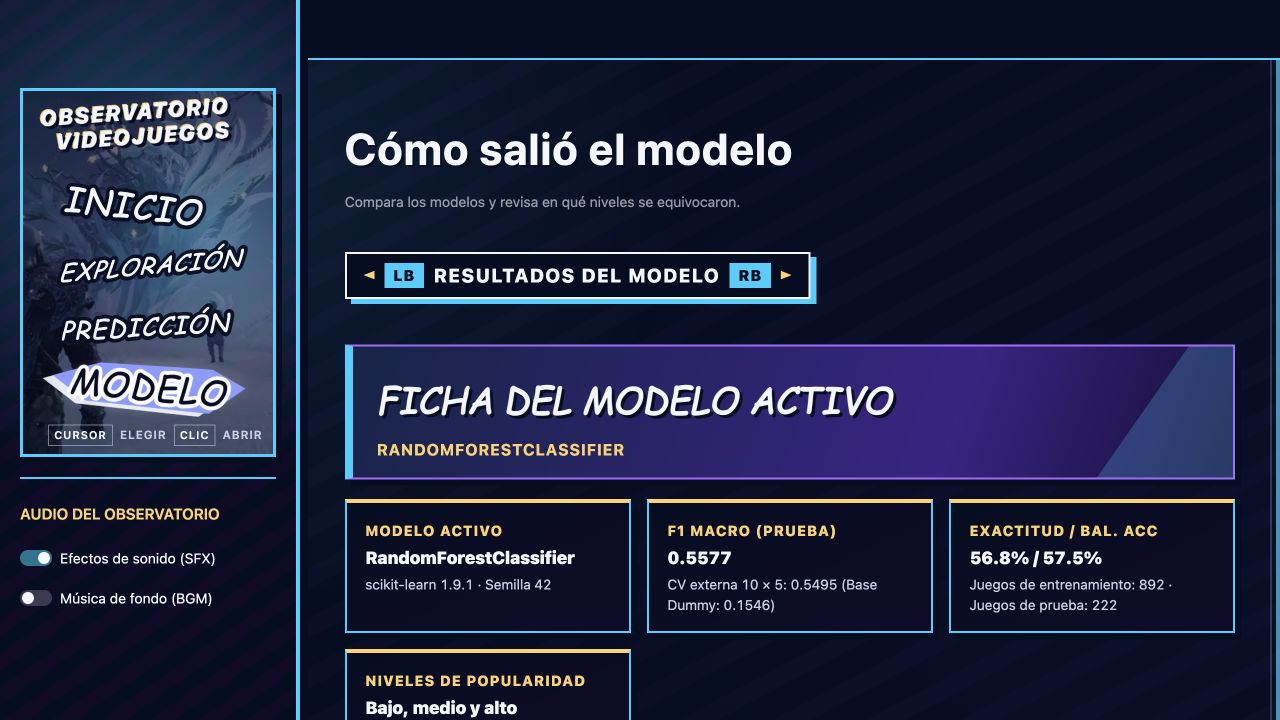 OBSERVATORIO
VIDEOJUEGOS
INICIO
EXPLORACIÓN
PREDICCIÓN
MODELO
CURSOR ELEGIR CLIC ABRIR
AUDIO DEL OBSERVATORIO
Efectos de sonido (SFX)
Música de fondo (BGM)
Cómo salió el modelo
Compara los modelos y revisa en qué niveles se equivocaron.
◄ LB RESULTADOS DEL MODELO RB ►
FICHA DEL MODELO ACTIVO
RANDOMFORESTCLASSIFIER
MODELO ACTIVO
RandomForestClassifier
scikit-learn 1.9.1 · Semilla 42
F1 MACRO (PRUEBA)
0.5577
CV externa 10 × 5: 0.5495 (Base
Dummy: 0.1546)
EXACTITUD / BAL. ACC
56.8% / 57.5%
Juegos de entrenamiento: 892 ·
Juegos de prueba: 222
NIVELES DE POPULARIDAD
Bajo, medio y alto